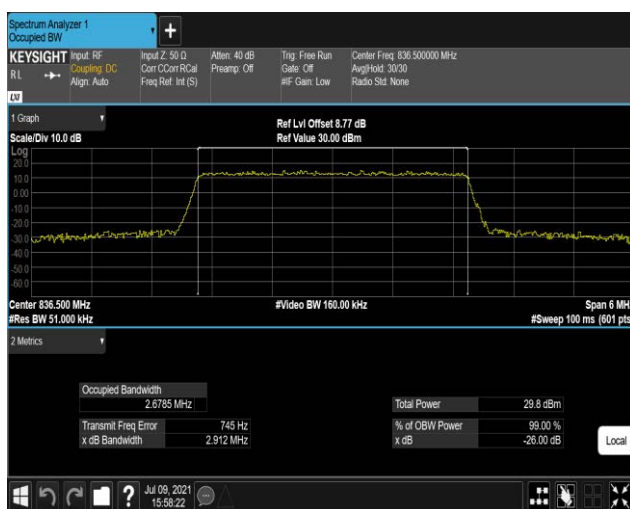 Spectrum Analyzer 1
Occupied BW
KEYSIGHT
RL
LXI
Input: RF
Coupling: DC
Align: Auto
Input Z: 50 Ω
Corr CCorr RCal
Freq Ref: Int (S)
Atten: 40 dB
Preamp: Off
Trig: Free Run
Gate: Off
#IF Gain: Low
Center Freq: 836.500000 MHz
Avg|Hold: 30/30
Radio Std: None
1 Graph
Scale/Div 10.0 dB
Ref Lvl Offset 8.77 dB
Ref Value 30.00 dBm
Log
20.0
10.0
0.00
-10.0
-20.0
-30.0
-40.0
-50.0
-60.0
Center 836.500 MHz
#Res BW 51.000 kHz
#Video BW 160.00 kHz
Span 6 MH
#Sweep 100 ms (601 pts
2 Metrics
Occupied Bandwidth
2.6785 MHz
Transmit Freq Error 745 Hz
x dB Bandwidth 2.912 MHz
Total Power 29.8 dBm
% of OBW Power 99.00 %
x dB -26.00 dB
Local
?
Jul 09, 2021
15:58:22